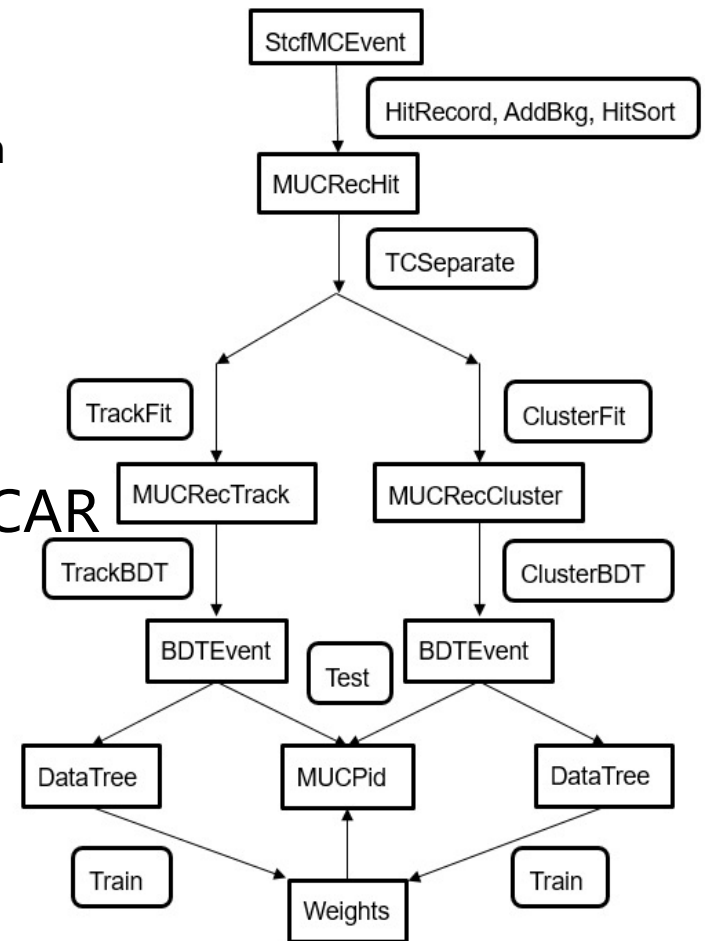 StcfMCEvent
HitRecord, AddBkg, HitSort
n
MUCRecHit
TCSeparate
TrackFit
ClusterFit
CAR
MUCRecTrack
MUCRecCluster
TrackBDT
ClusterBDT
BDTEvent
Test
BDTEvent
DataTree
MUCPid
DataTree
Train
Train
Weights